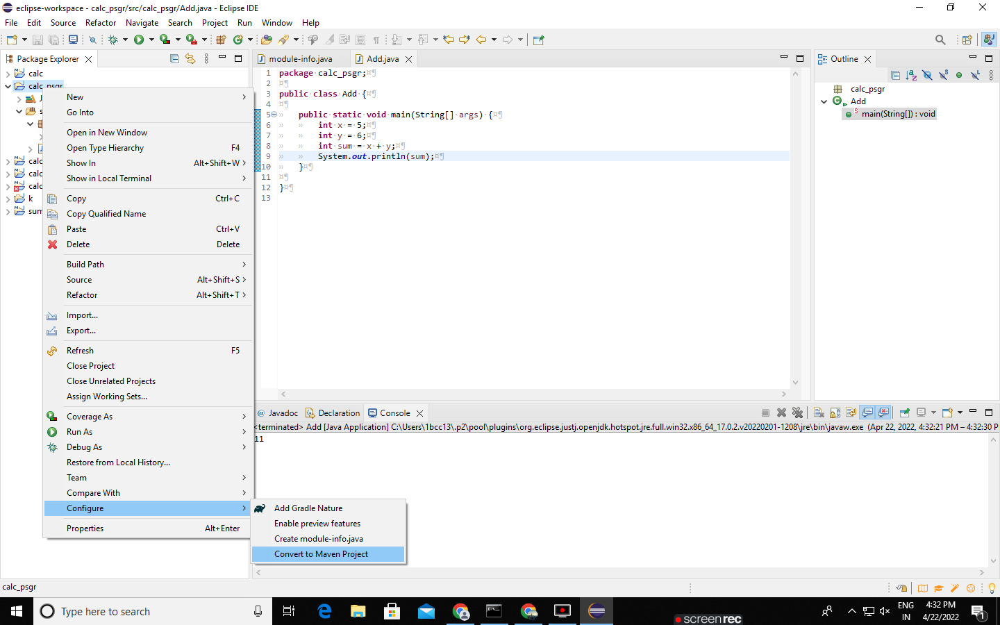 eclipse-workspace - calc_psgr/src/calc_psgr/Add.java - Eclipse IDE
File Edit Source Refactor Navigate Search Project Run Window Help
Package Explorer
calc
calc_psgr
calc
calc
calc
k
sum
New
Go Into
Open in New Window
Open Type Hierarchy F4
Show In Alt+Shift+W
Show in Local Terminal
Copy Ctrl+C
Copy Qualified Name
Paste Ctrl+V
Delete Delete
Build Path
Source Alt+Shift+S
Refactor Alt+Shift+T
Import...
Export...
Refresh F5
Close Project
Close Unrelated Projects
Assign Working Sets...
Coverage As
Run As
Debug As
Restore from Local History...
Team
Compare With
Configure
Properties Alt+Enter
Add Gradle Nature
Enable preview features
Create module-info.java
Convert to Maven Project
module-info.java Add.java
1 package calc_psgr;¤¶
2 ¤¶
3 public class Add {¤¶
4 ¤¶
5 » public static void main(String[] args) {¤¶
6 » » int x = 5;¤¶
7 » » int y = 6;¤¶
8 » » int sum = x + y;¤¶
9 » » System.out.println(sum);¤¶
10 » }¤¶
11 ¤¶
12 }¤¶
13
Outline
calc_psgr
Add
main(String[]) : void
Javadoc Declaration Console
<terminated> Add [Java Application] C:\Users\1bcc13\.p2\pool\plugins\org.eclipse.justj.openjdk.hotspot.jre.full.win32.x86_64_17.0.2.v20220201-1208\jre\bin\javaw.exe (Apr 22, 2022, 4:32:21 PM – 4:32:30 P
11
calc_psgr
Type here to search
screenrec
ENG
IN
4:32 PM
4/22/2022
1